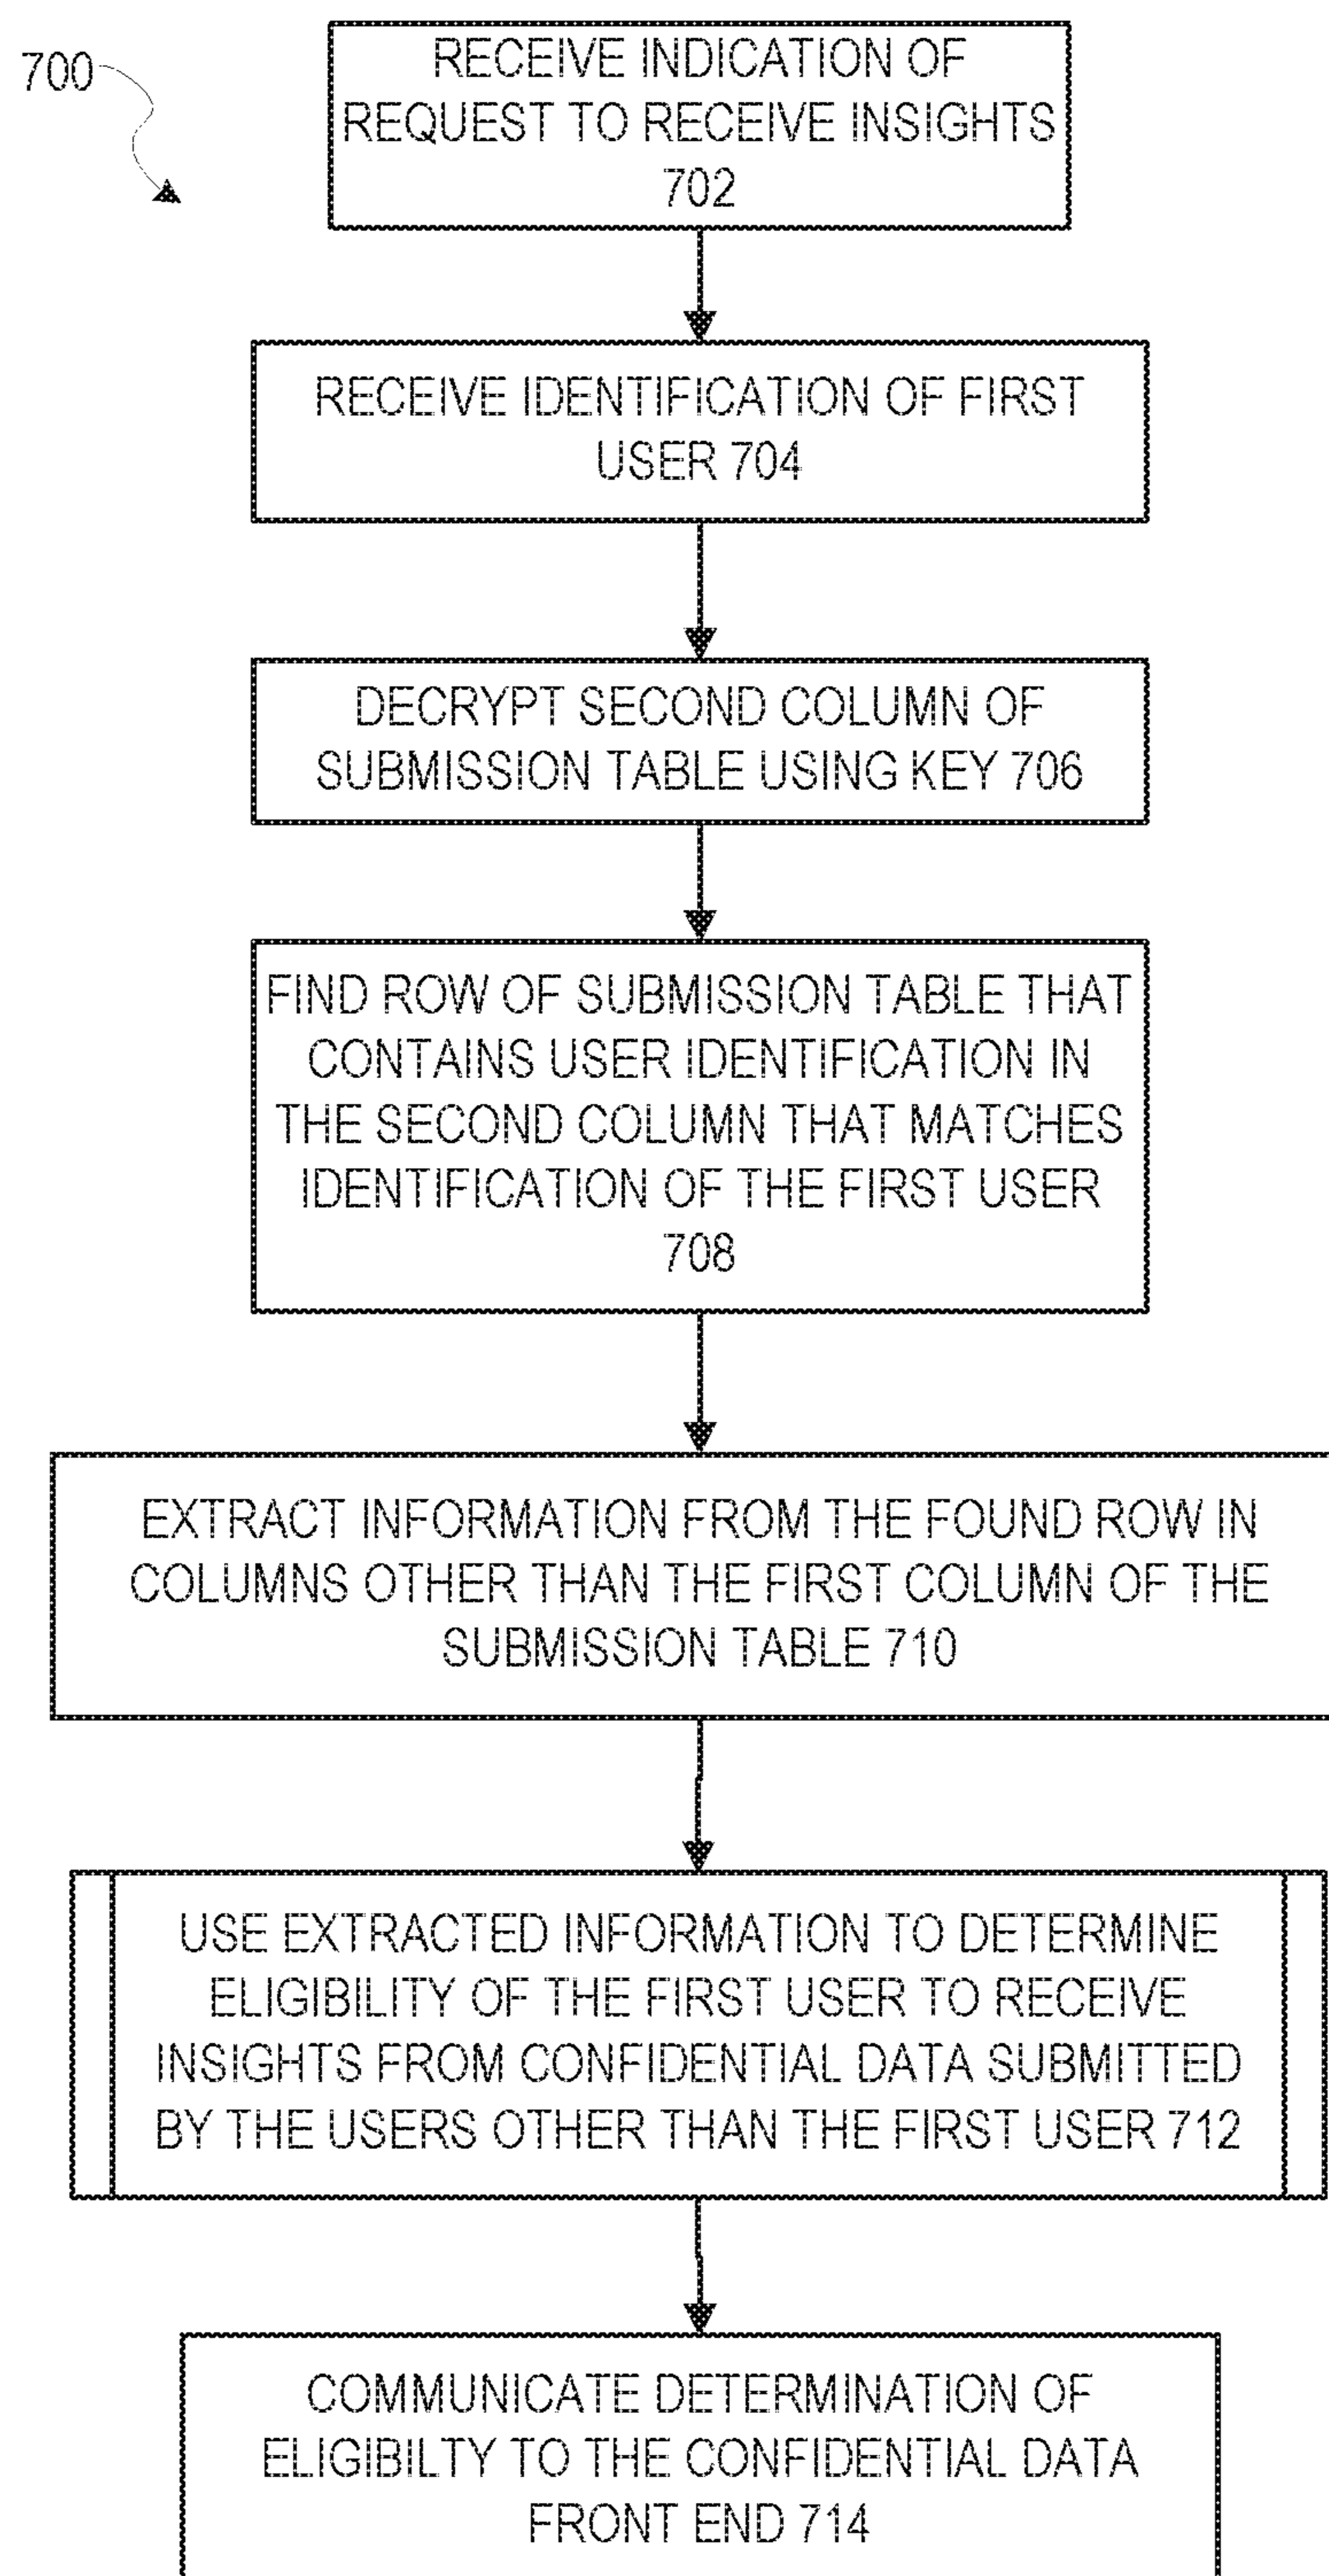 700
RECEIVE INDICATION OF
REQUEST TO RECEIVE INSIGHTS
702
RECEIVE IDENTIFICATION OF FIRST
USER 704
DECRYPT SECOND COLUMN OF
SUBMISSION TABLE USING KEY 706
FIND ROW OF SUBMISSION TABLE THAT
CONTAINS USER IDENTIFICATION IN
THE SECOND COLUMN THAT MATCHES
IDENTIFICATION OF THE FIRST USER
708
EXTRACT INFORMATION FROM THE FOUND ROW IN
COLUMNS OTHER THAN THE FIRST COLUMN OF THE
SUBMISSION TABLE 710
USE EXTRACTED INFORMATION TO DETERMINE
ELIGIBILITY OF THE FIRST USER TO RECEIVE
INSIGHTS FROM CONFIDENTIAL DATA SUBMITTED
BY THE USERS OTHER THAN THE FIRST USER 712
COMMUNICATE DETERMINATION OF
ELIGIBILTY TO THE CONFIDENTIAL DATA
FRONT END 714